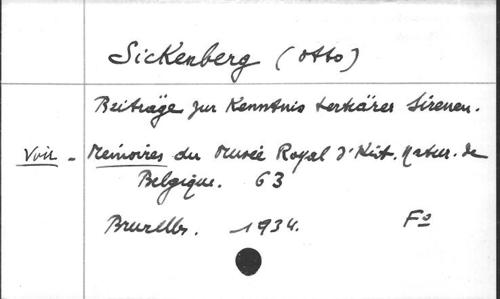 Sickenberg (Otto)
Beiträge zur Kenntnis tertiärer Sirenen.
Voir - Mémoires du Musée Royal d'Hist. Natur. de
Belgique. 63
Bruxelles. 1934. Fº